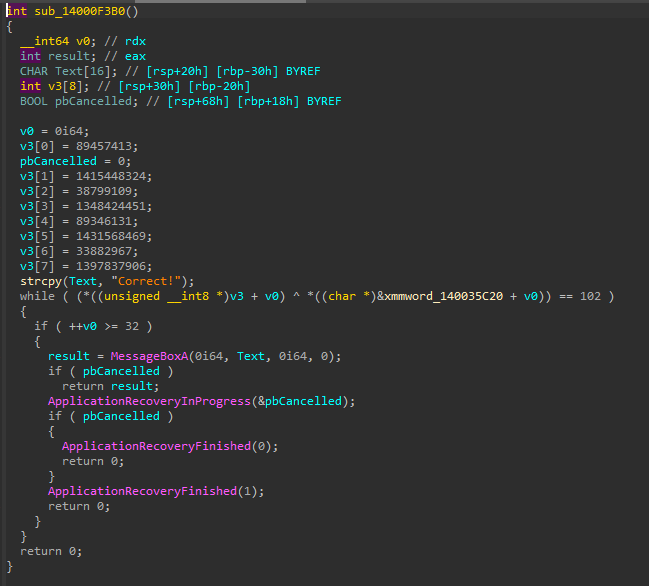 int sub_14000F3B0()
{
  __int64 v0; // rdx
  int result; // eax
  CHAR Text[16]; // [rsp+20h] [rbp-30h] BYREF
  int v3[8]; // [rsp+30h] [rbp-20h]
  BOOL pbCancelled; // [rsp+68h] [rbp+18h] BYREF

  v0 = 0i64;
  v3[0] = 89457413;
  pbCancelled = 0;
  v3[1] = 1415448324;
  v3[2] = 38799109;
  v3[3] = 1348424451;
  v3[4] = 89346131;
  v3[5] = 1431568469;
  v3[6] = 33882967;
  v3[7] = 1397837906;
  strcpy(Text, "Correct!");
  while ( (*((unsigned __int8 *)v3 + v0) ^ *((char *)&xmmword_140035C20 + v0)) == 102 )
  {
    if ( ++v0 >= 32 )
    {
      result = MessageBoxA(0i64, Text, 0i64, 0);
      if ( pbCancelled )
        return result;
      ApplicationRecoveryInProgress(&pbCancelled);
      if ( pbCancelled )
      {
        ApplicationRecoveryFinished(0);
        return 0;
      }
      ApplicationRecoveryFinished(1);
      return 0;
    }
  }
  return 0;
}